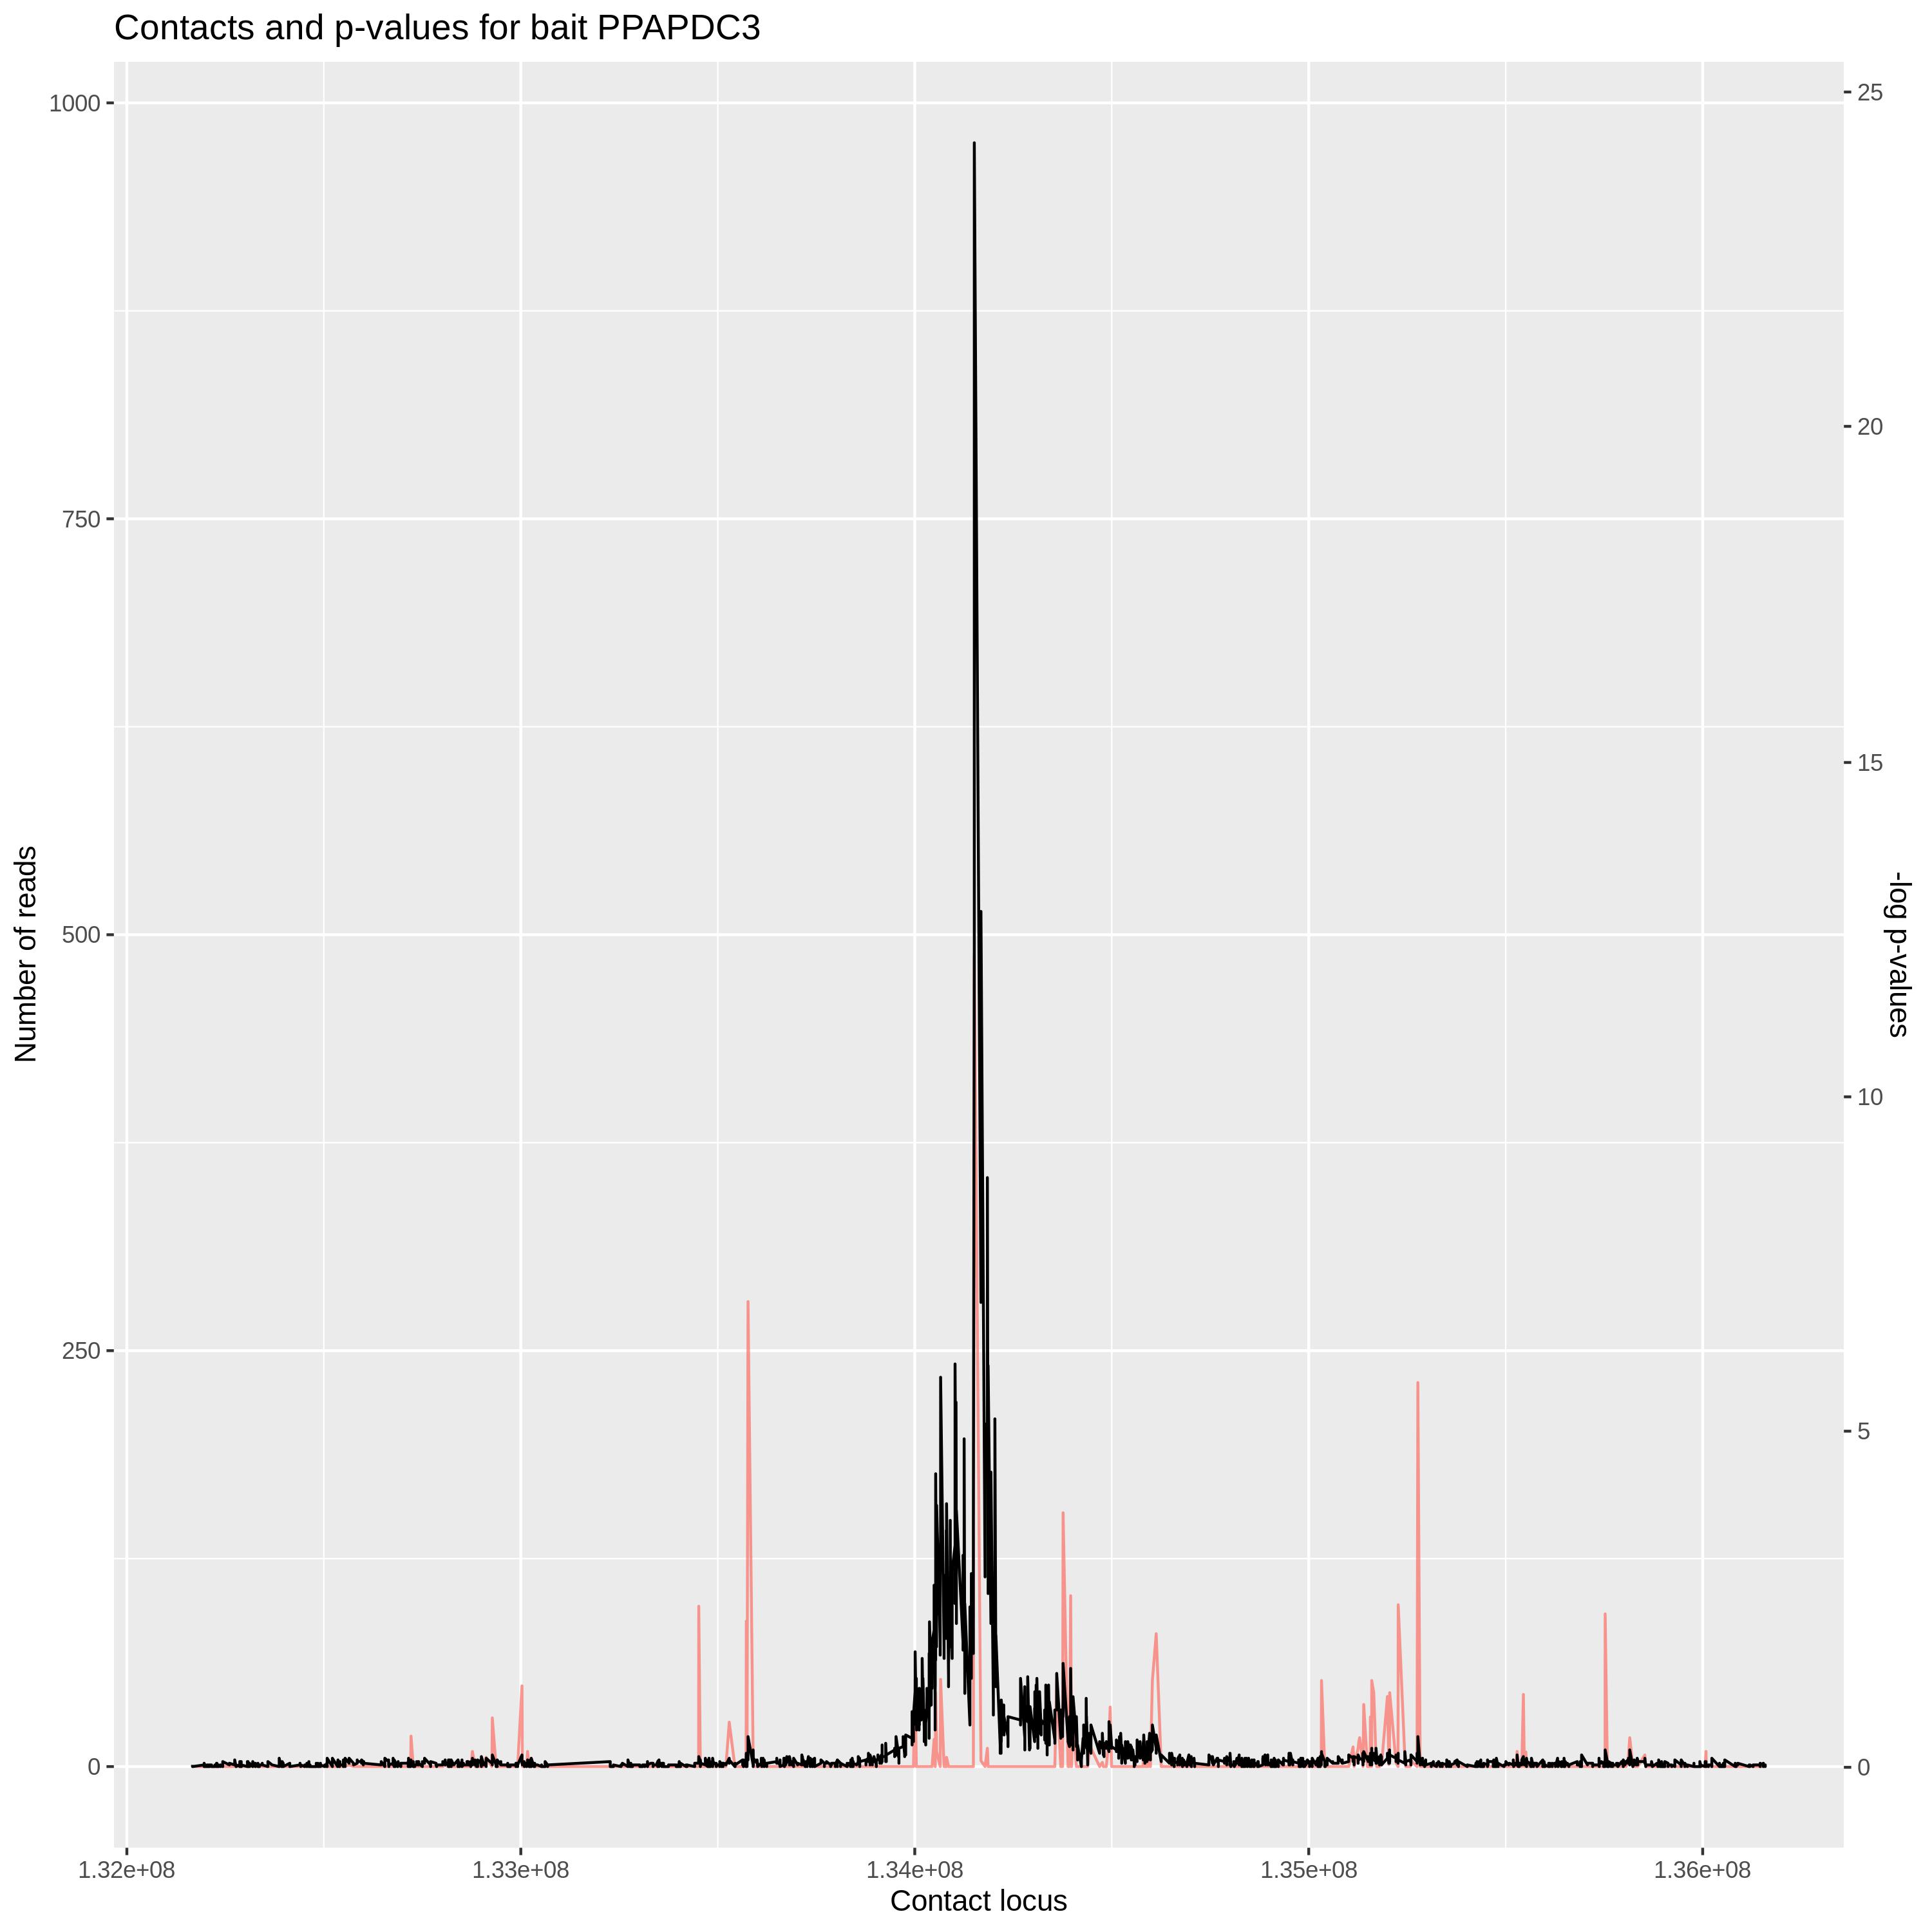 Contacts and p-values for bait PPAPDC3
1000
750
500
250
0
Number of reads
25
20
15
10
5
0
-log p-values
1.32e+08
1.33e+08
1.34e+08
1.35e+08
1.36e+08
Contact locus